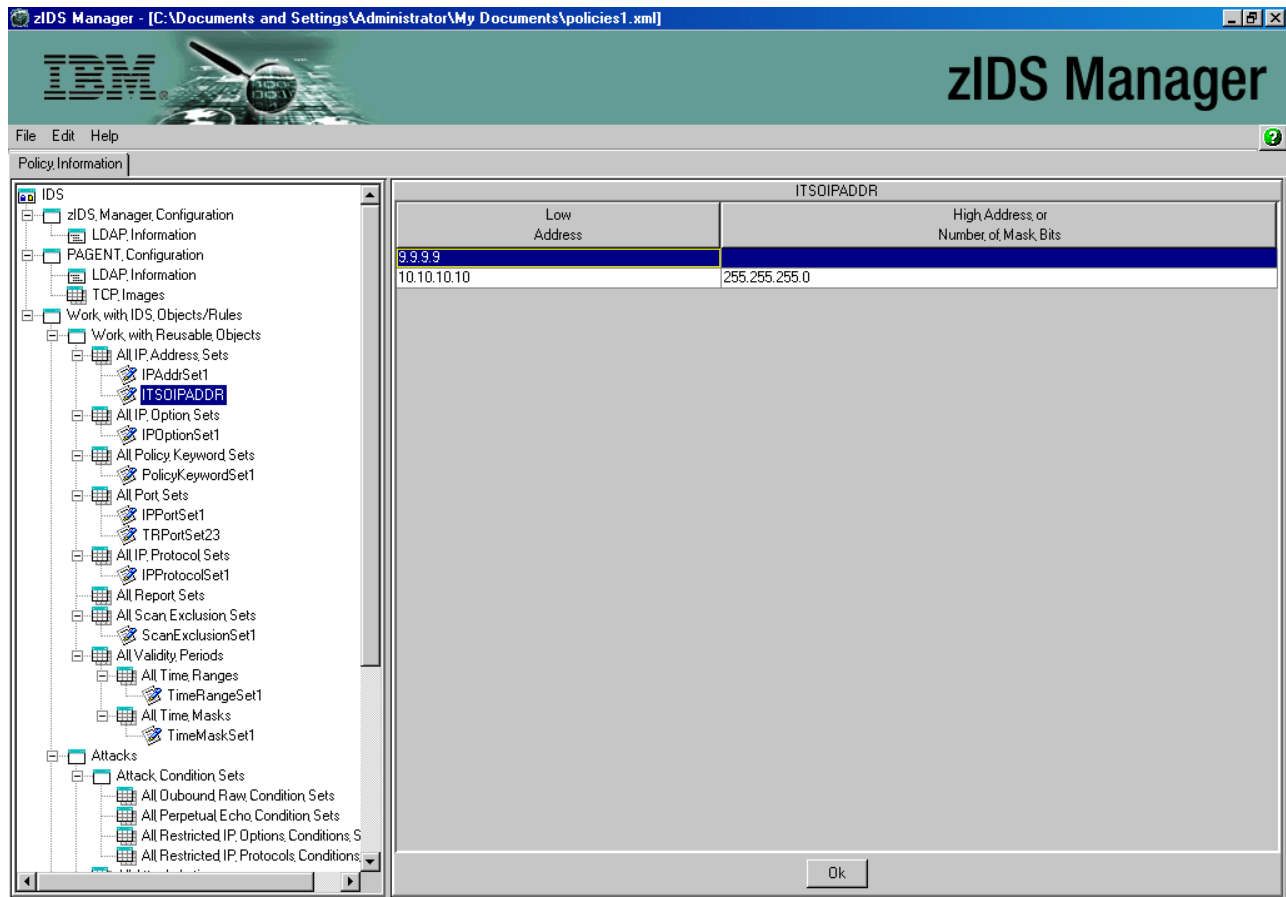 zIDS Manager - [C:\Documents and Settings\Administrator\My Documents\policies1.xml]
IBM
zIDS Manager
File Edit Help
Policy Information
IDS
zIDS Manager Configuration
LDAP Information
PAGENT Configuration
LDAP Information
TCP Images
Work with IDS Objects/Rules
Work with Reusable Objects
All IP Address Sets
IPAddrSet1
ITSOIPADDR
All IP Option Sets
IPOptionSet1
All Policy Keyword Sets
PolicyKeywordSet1
All Port Sets
IPPortSet1
TRPortSet23
All IP Protocol Sets
IPProtocolSet1
All Report Sets
All Scan Exclusion Sets
ScanExclusionSet1
All Validity Periods
All Time Ranges
TimeRangeSet1
All Time Masks
TimeMaskSet1
Attacks
Attack Condition Sets
All Oubound Raw Condition Sets
All Perpetual Echo Condition Sets
All Restricted IP Options Conditions S
All Restricted IP Protocols Conditions
ITSOIPADDR
Low Address
High Address or Number of Mask Bits
9.9.9.9
10.10.10.10 255.255.255.0
Ok